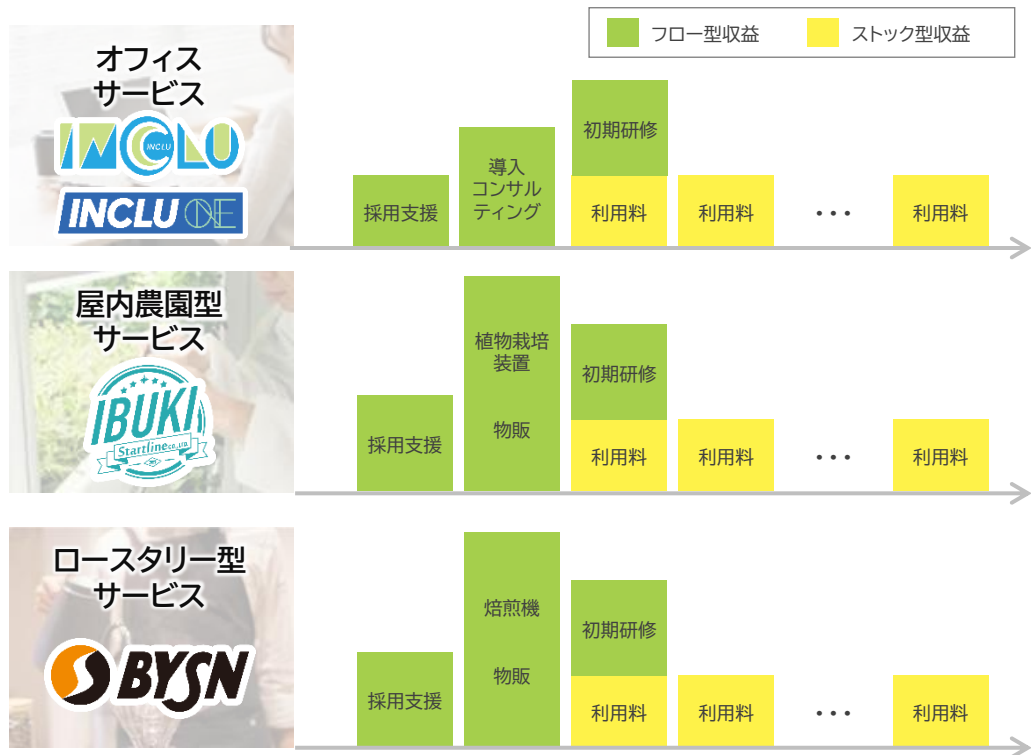 フロー型収益
ストック型収益
オフィス
サービス
INCLU
INCLU
INCLU ONE
採用支援
導入
コンサル
ティング
初期研修
利用料
利用料
・・・
利用料
屋内農園型
サービス
IBUKI
Startline co.,Ltd.
採用支援
植物栽培
装置
物販
初期研修
利用料
利用料
・・・
利用料
ロースタリー型
サービス
BYSN
採用支援
焙煎機
物販
初期研修
利用料
利用料
・・・
利用料